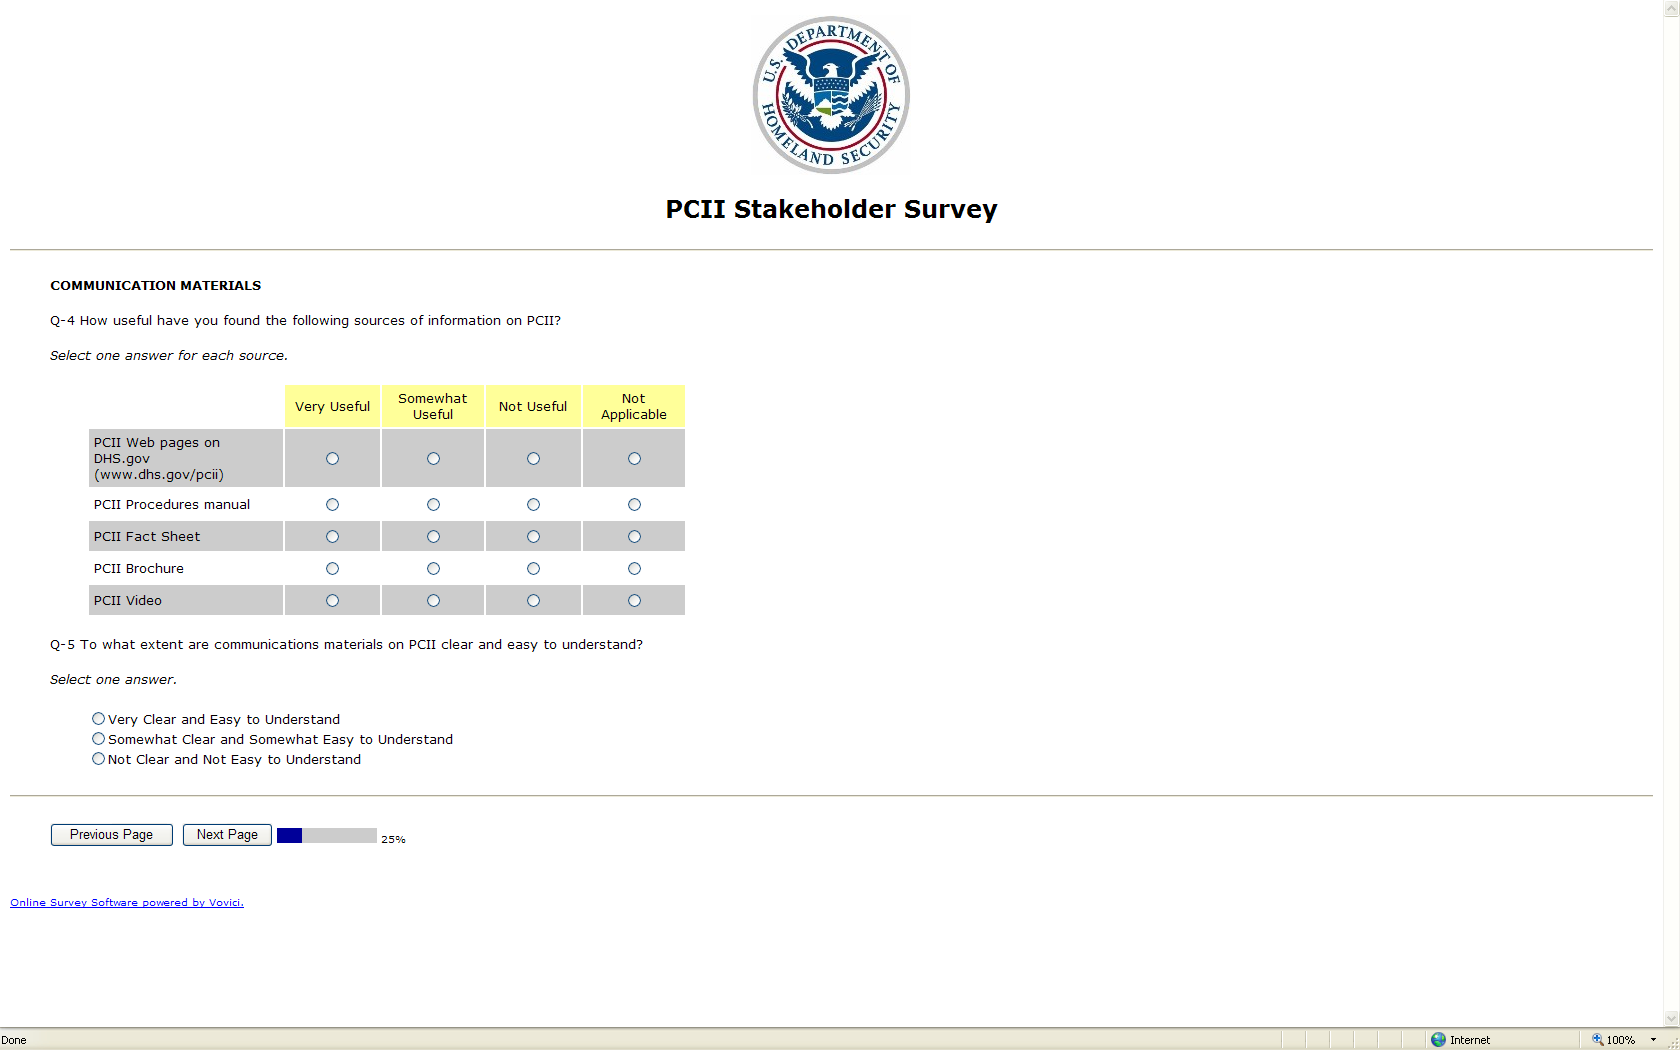 U.S. DEPARTMENT OF
HOMELAND SECURITY
PCII Stakeholder Survey
COMMUNICATION MATERIALS
Q-4 How useful have you found the following sources of information on PCII?
Select one answer for each source.
Very Useful
Somewhat
Useful
Not Useful
Not
Applicable
PCII Web pages on
DHS.gov
(www.dhs.gov/pcii)
PCII Procedures manual
PCII Fact Sheet
PCII Brochure
PCII Video
Q-5 To what extent are communications materials on PCII clear and easy to understand?
Select one answer.
Very Clear and Easy to Understand
Somewhat Clear and Somewhat Easy to Understand
Not Clear and Not Easy to Understand
Previous Page
Next Page
25%
Online Survey Software powered by Vovici.
Done
Internet
100%